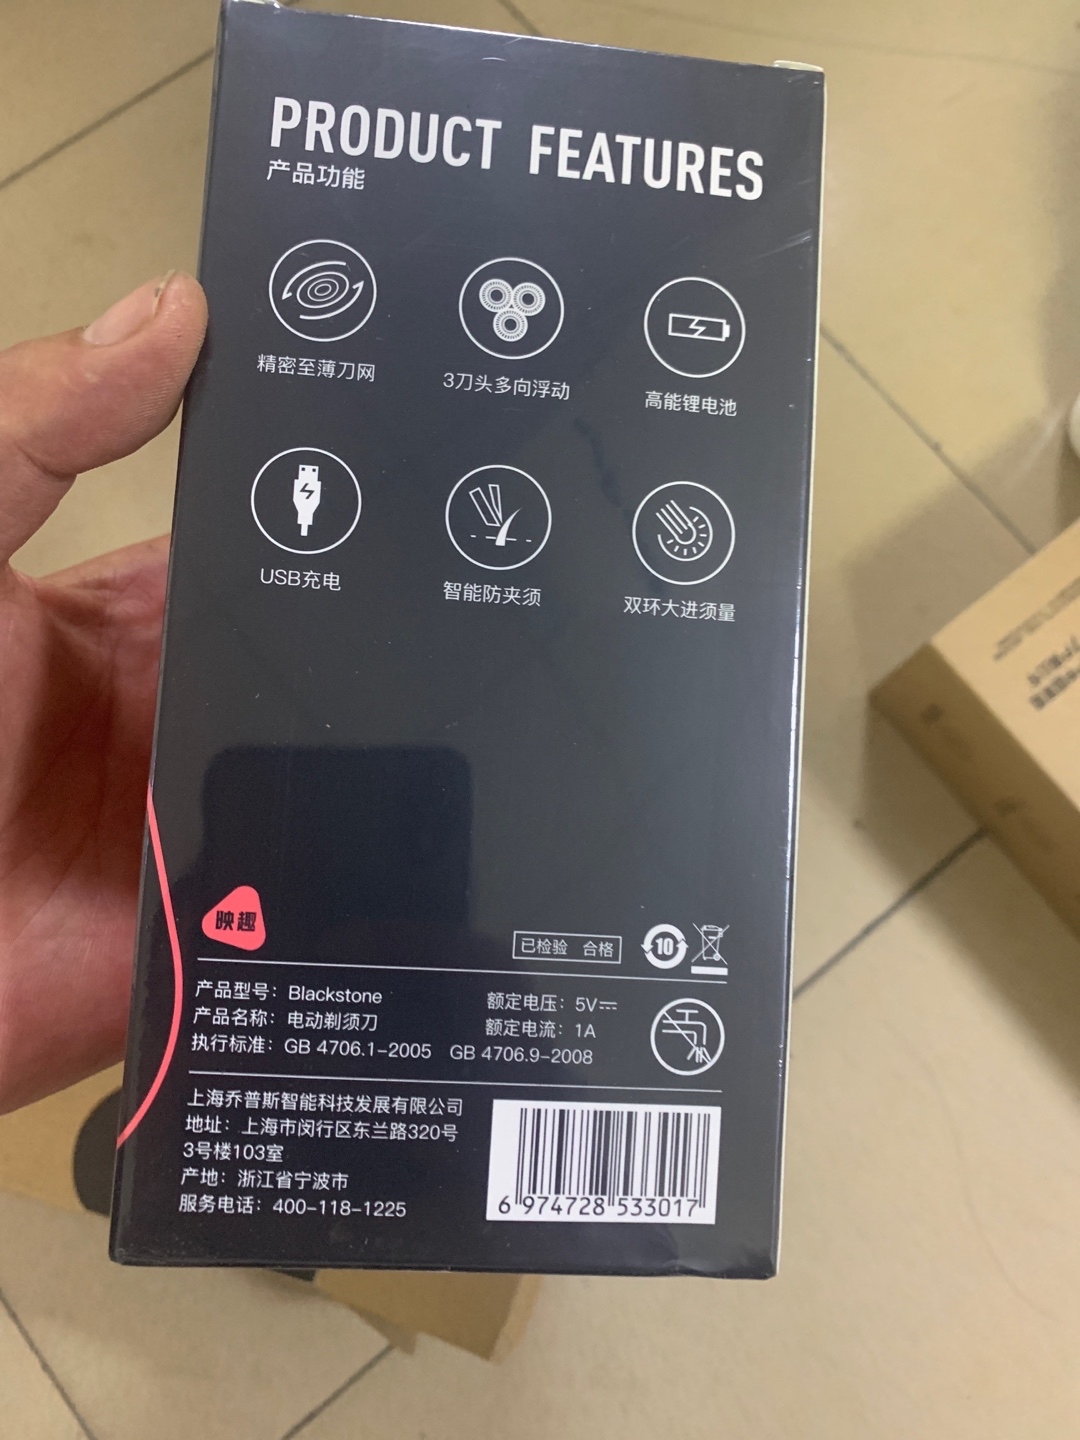 PRODUCT FEATURES
产品功能
精密至薄刀网
3刀头多向浮动
高能锂电池
USB充电
智能防夹须
双环大进须量
映趣
已检验 合格
10
产品型号：Blackstone
额定电压：5V⎓
产品名称：电动剃须刀
额定电流：1A
执行标准：GB 4706.1-2005 GB 4706.9-2008
上海乔普斯智能科技发展有限公司
地址：上海市闵行区东兰路320号
3号楼103室
产地：浙江省宁波市
服务电话：400-118-1225
6 974728 533017